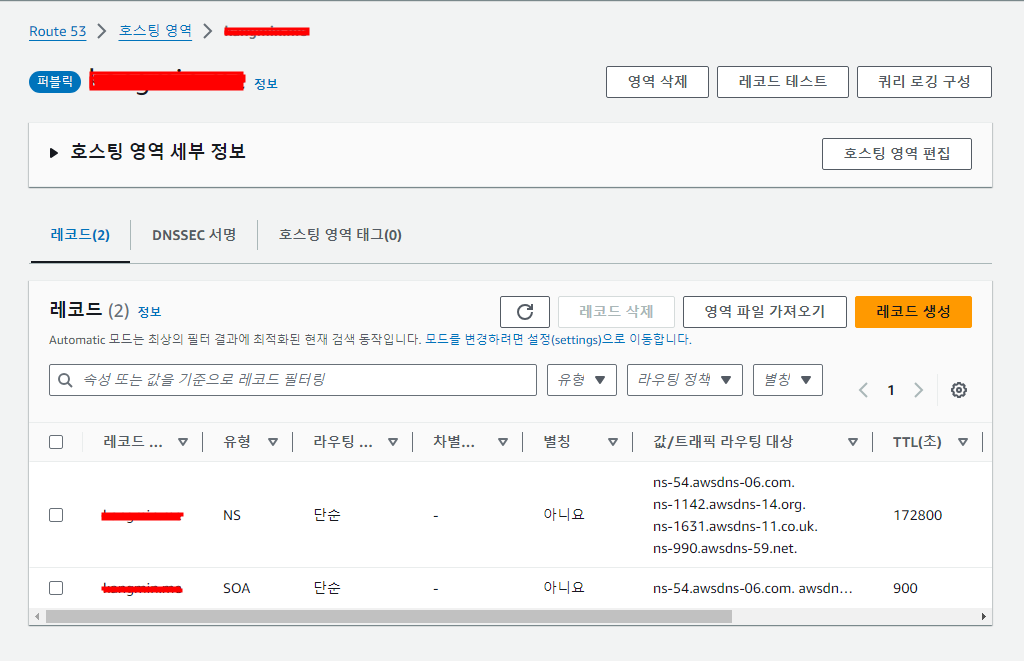 Route 53 > 호스팅 영역 >
퍼블릭 정보 영역 삭제 레코드 테스트 쿼리 로깅 구성
호스팅 영역 세부 정보 호스팅 영역 편집
레코드(2) DNSSEC 서명 호스팅 영역 태그(0)
레코드 (2) 정보 레코드 삭제 영역 파일 가져오기 레코드 생성
Automatic 모드는 최상의 필터 결과에 최적화된 현재 검색 동작입니다. 모드를 변경하려면 설정(settings)으로 이동합니다.
속성 또는 값을 기준으로 레코드 필터링 유형 라우팅 정책 별칭 1
레코드 ... 유형 라우팅 ... 차별... 별칭 값/트래픽 라우팅 대상 TTL(초)
ns-54.awsdns-06.com.
ns-1142.awsdns-14.org.
NS 단순 - 아니요 172800
ns-1631.awsdns-11.co.uk.
ns-990.awsdns-59.net.
SOA 단순 - 아니요 ns-54.awsdns-06.com. awsdn... 900